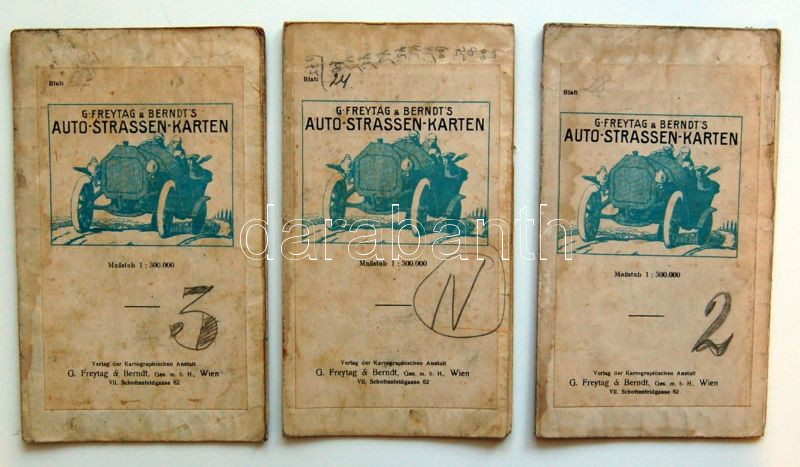 Blatt
G. FREYTAG & BERNDT'S
AUTO-STRASSEN-KARTEN
Maßstab 1 : 300.000
3
Verlag der Kartographischen Anstalt
G. Freytag & Berndt, Ges. m. b. H., Wien
VII. Schottenfeldgasse 62
Blatt 24
G. FREYTAG & BERNDT'S
AUTO-STRASSEN-KARTEN
Maßstab 1 : 300.000
N
Verlag der Kartographischen Anstalt
G. Freytag & Berndt, Ges. m. b. H., Wien
VII. Schottenfeldgasse 62
Blatt
G. FREYTAG & BERNDT'S
AUTO-STRASSEN-KARTEN
Maßstab 1 : 300.000
2
Verlag der Kartographischen Anstalt
G. Freytag & Berndt, Ges. m. b. H., Wien
VII. Schottenfeldgasse 62
darabanth